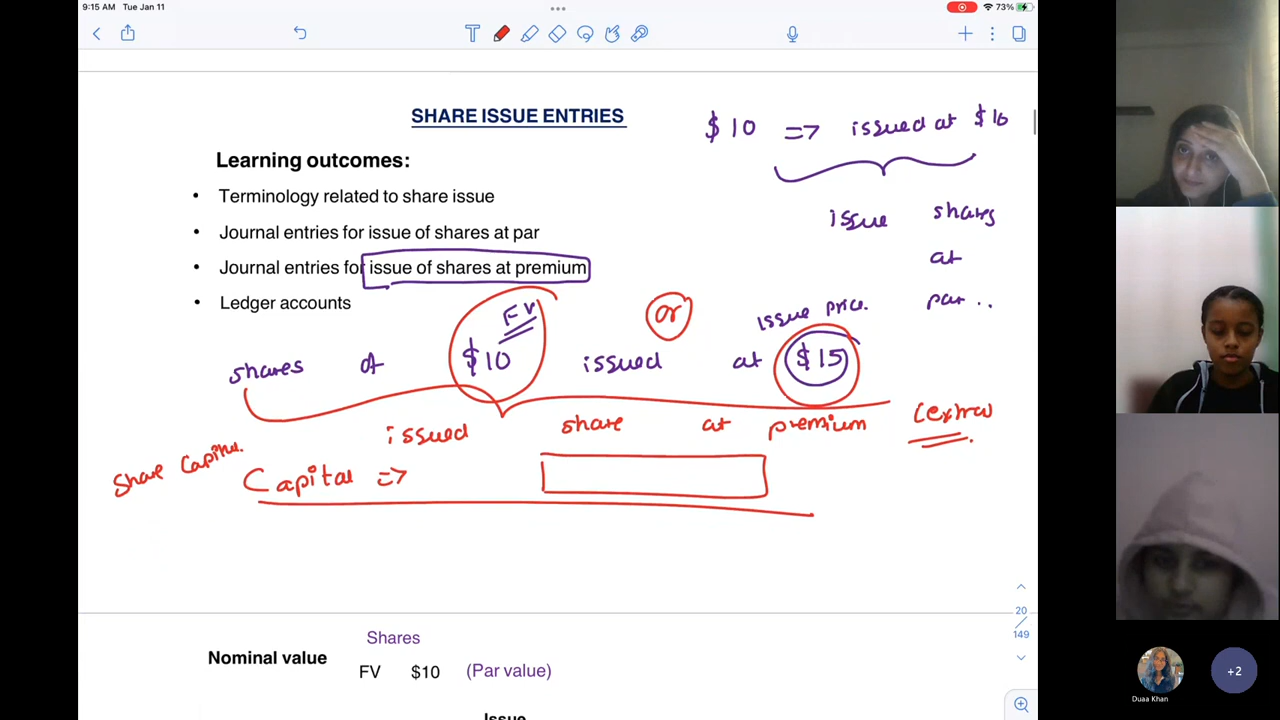 9:15 AM Tue Jan 11
73%
SHARE ISSUE ENTRIES
$10 => issued at $10
Learning outcomes:
• Terminology related to share issue
• Journal entries for issue of shares at par
• Journal entries for issue of shares at premium
• Ledger accounts
issue shares
at
par ..
FV
or
issue price.
shares of $10 issued at $15
issued share at premium (extra
Share Capital.
Capital =>
20
149
Shares
Nominal value
FV $10 (Par value)
Issue
Duaa Khan
+2